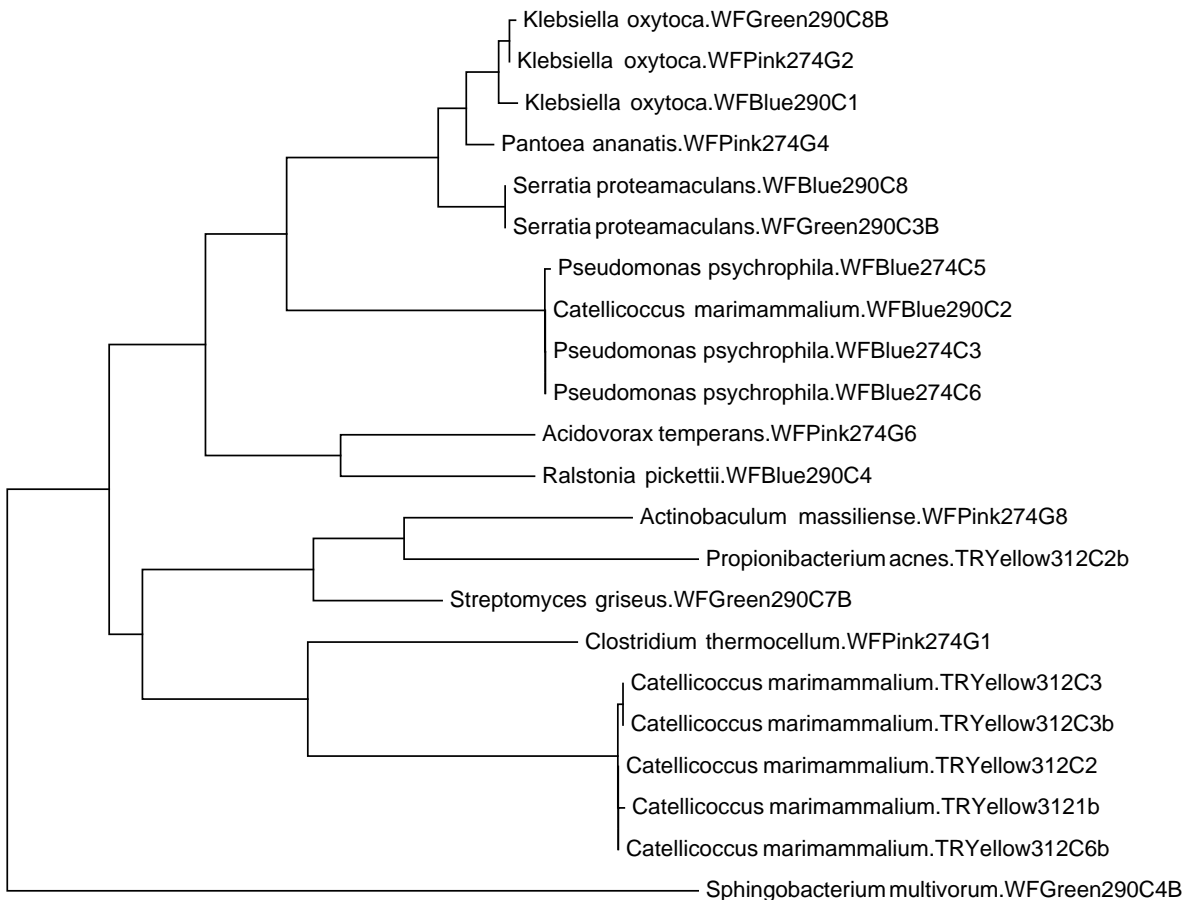 Klebsiella oxytoca.WFGreen290C8B
Klebsiella oxytoca.WFPink274G2
Klebsiella oxytoca.WFBlue290C1
Pantoea ananatis.WFPink274G4
Serratia proteamaculans.WFBlue290C8
Serratia proteamaculans.WFGreen290C3B
Pseudomonas psychrophila.WFBlue274C5
Catellicoccus marimammalium.WFBlue290C2
Pseudomonas psychrophila.WFBlue274C3
Pseudomonas psychrophila.WFBlue274C6
Acidovorax temperans.WFPink274G6
Ralstonia pickettii.WFBlue290C4
Actinobaculum massiliense.WFPink274G8
Propionibacterium acnes.TRYellow312C2b
Streptomyces griseus.WFGreen290C7B
Clostridium thermocellum.WFPink274G1
Catellicoccus marimammalium.TRYellow312C3
Catellicoccus marimammalium.TRYellow312C3b
Catellicoccus marimammalium.TRYellow312C2
Catellicoccus marimammalium.TRYellow3121b
Catellicoccus marimammalium.TRYellow312C6b
Sphingobacterium multivorum.WFGreen290C4B